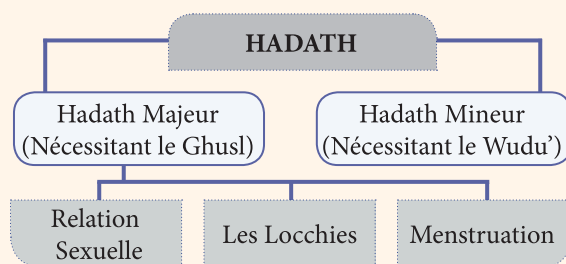 HADATH
Hadath Majeur
(Nécessitant le Ghusl)
Hadath Mineur
(Nécessitant le Wudu’)
Relation
Sexuelle
Les Locchies
Menstruation